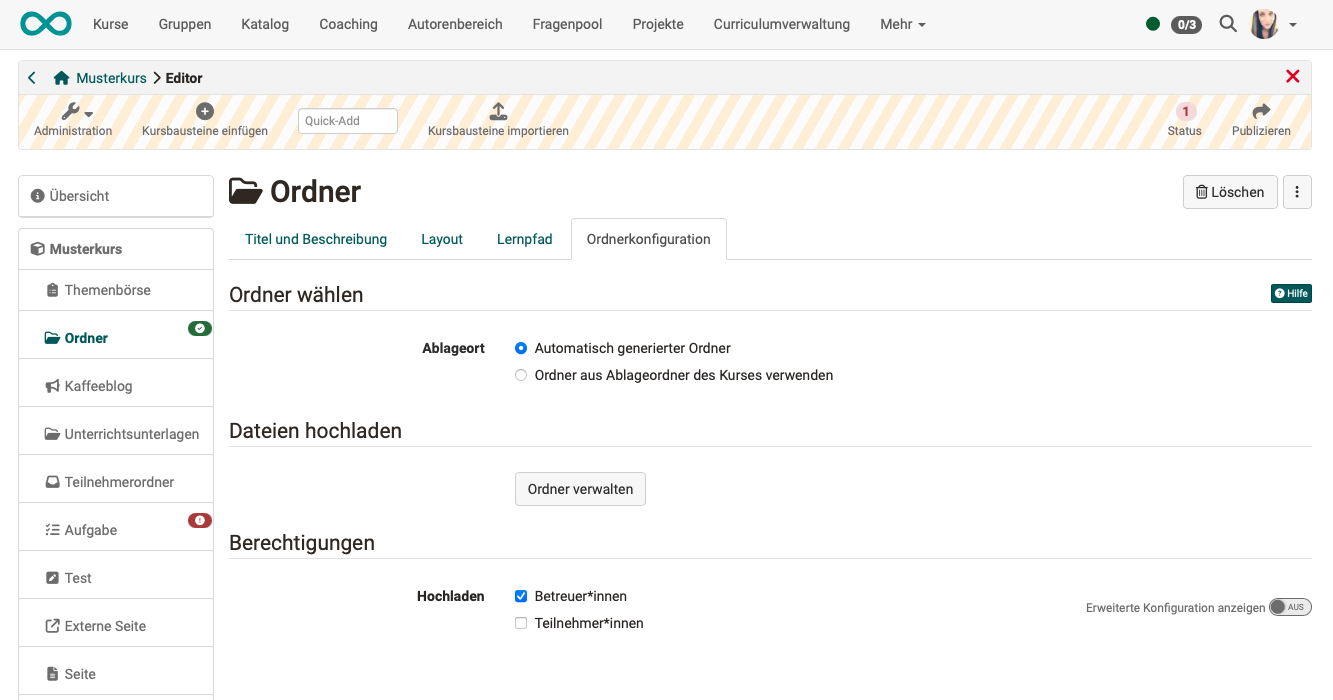 Kurse Gruppen Katalog Coaching Autorenbereich Fragenpool Projekte Curriculumverwaltung Mehr 0/3
Musterkurs Editor
Administration Kursbausteine einfügen Quick-Add Kursbausteine importieren 1 Status Publizieren
Übersicht
Musterkurs
Themenbörse
Ordner
Kaffeeblog
Unterrichtsunterlagen
Teilnehmerordner
Aufgabe
Test
Externe Seite
Seite
Ordner
Löschen
Titel und Beschreibung Layout Lernpfad Ordnerkonfiguration
Ordner wählen Hilfe
Ablageort Automatisch generierter Ordner
Ordner aus Ablageordner des Kurses verwenden
Dateien hochladen
Ordner verwalten
Berechtigungen
Hochladen Betreuer*innen
Erweiterte Konfiguration anzeigen AUS
Teilnehmer*innen